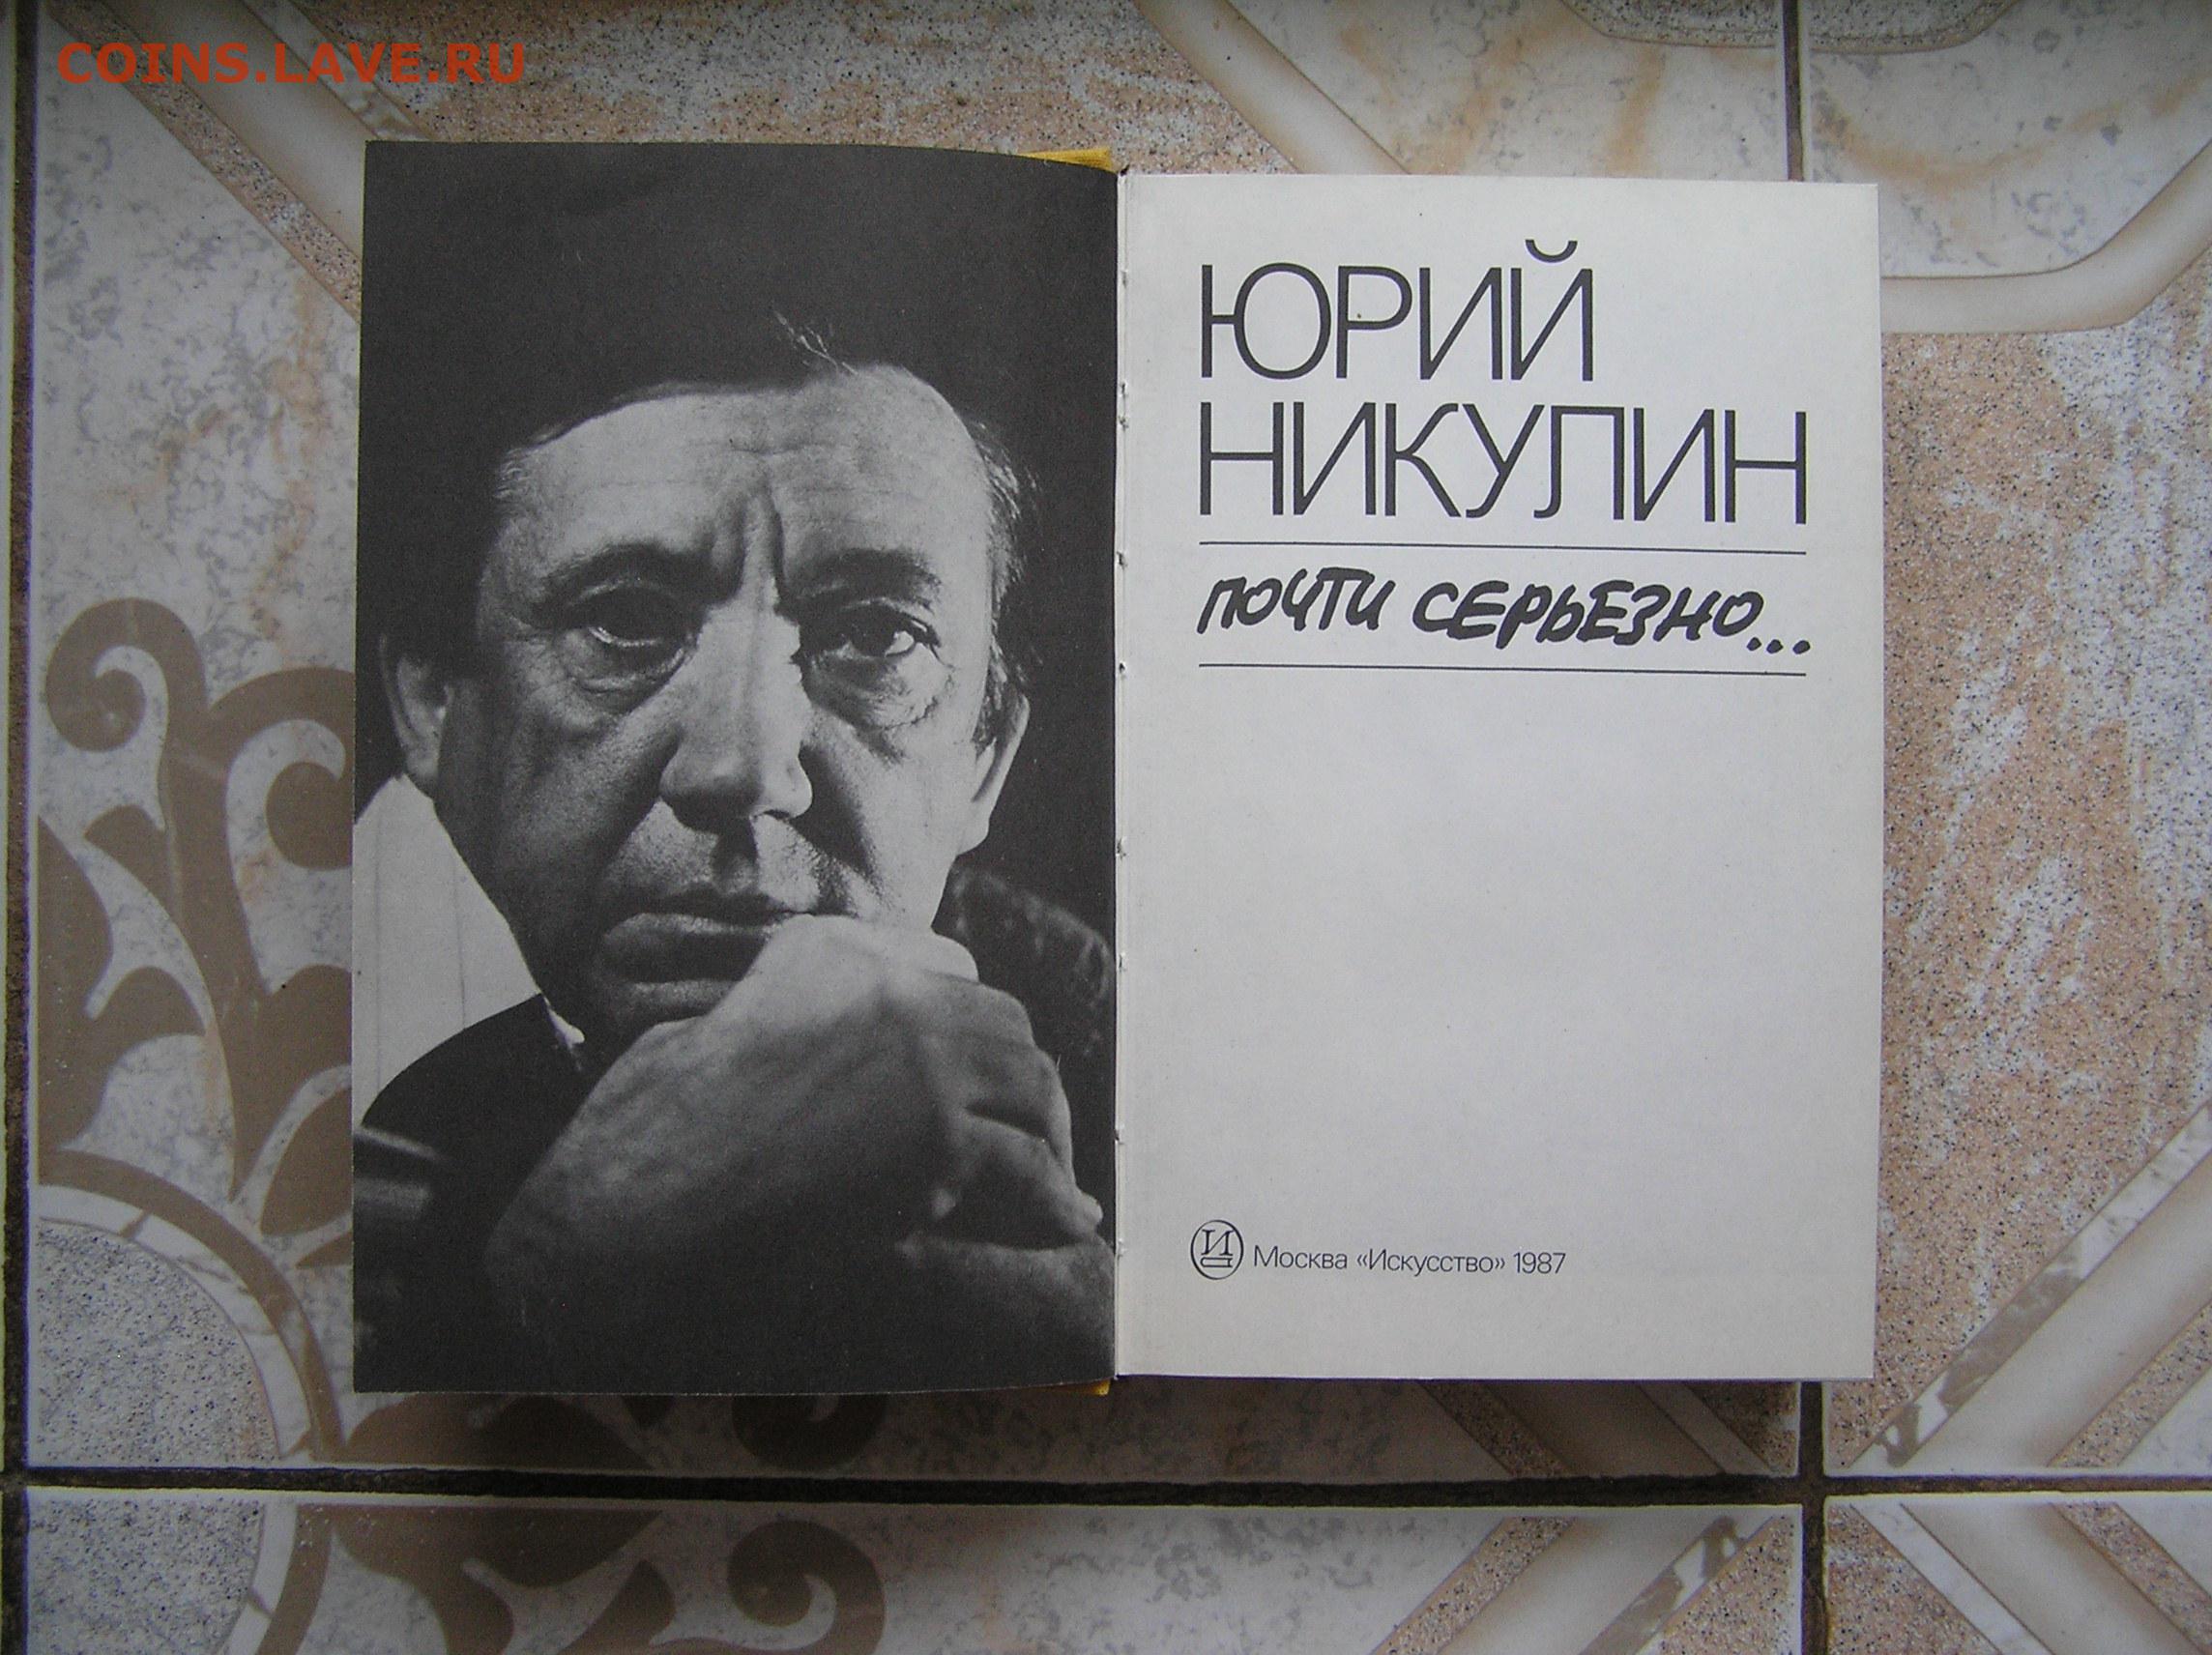 COINS.LAVE.RU
ЮРИЙ
НИКУЛИН
ПОЧТИ СЕРЬЕЗНО...
И Москва «Искусство» 1987